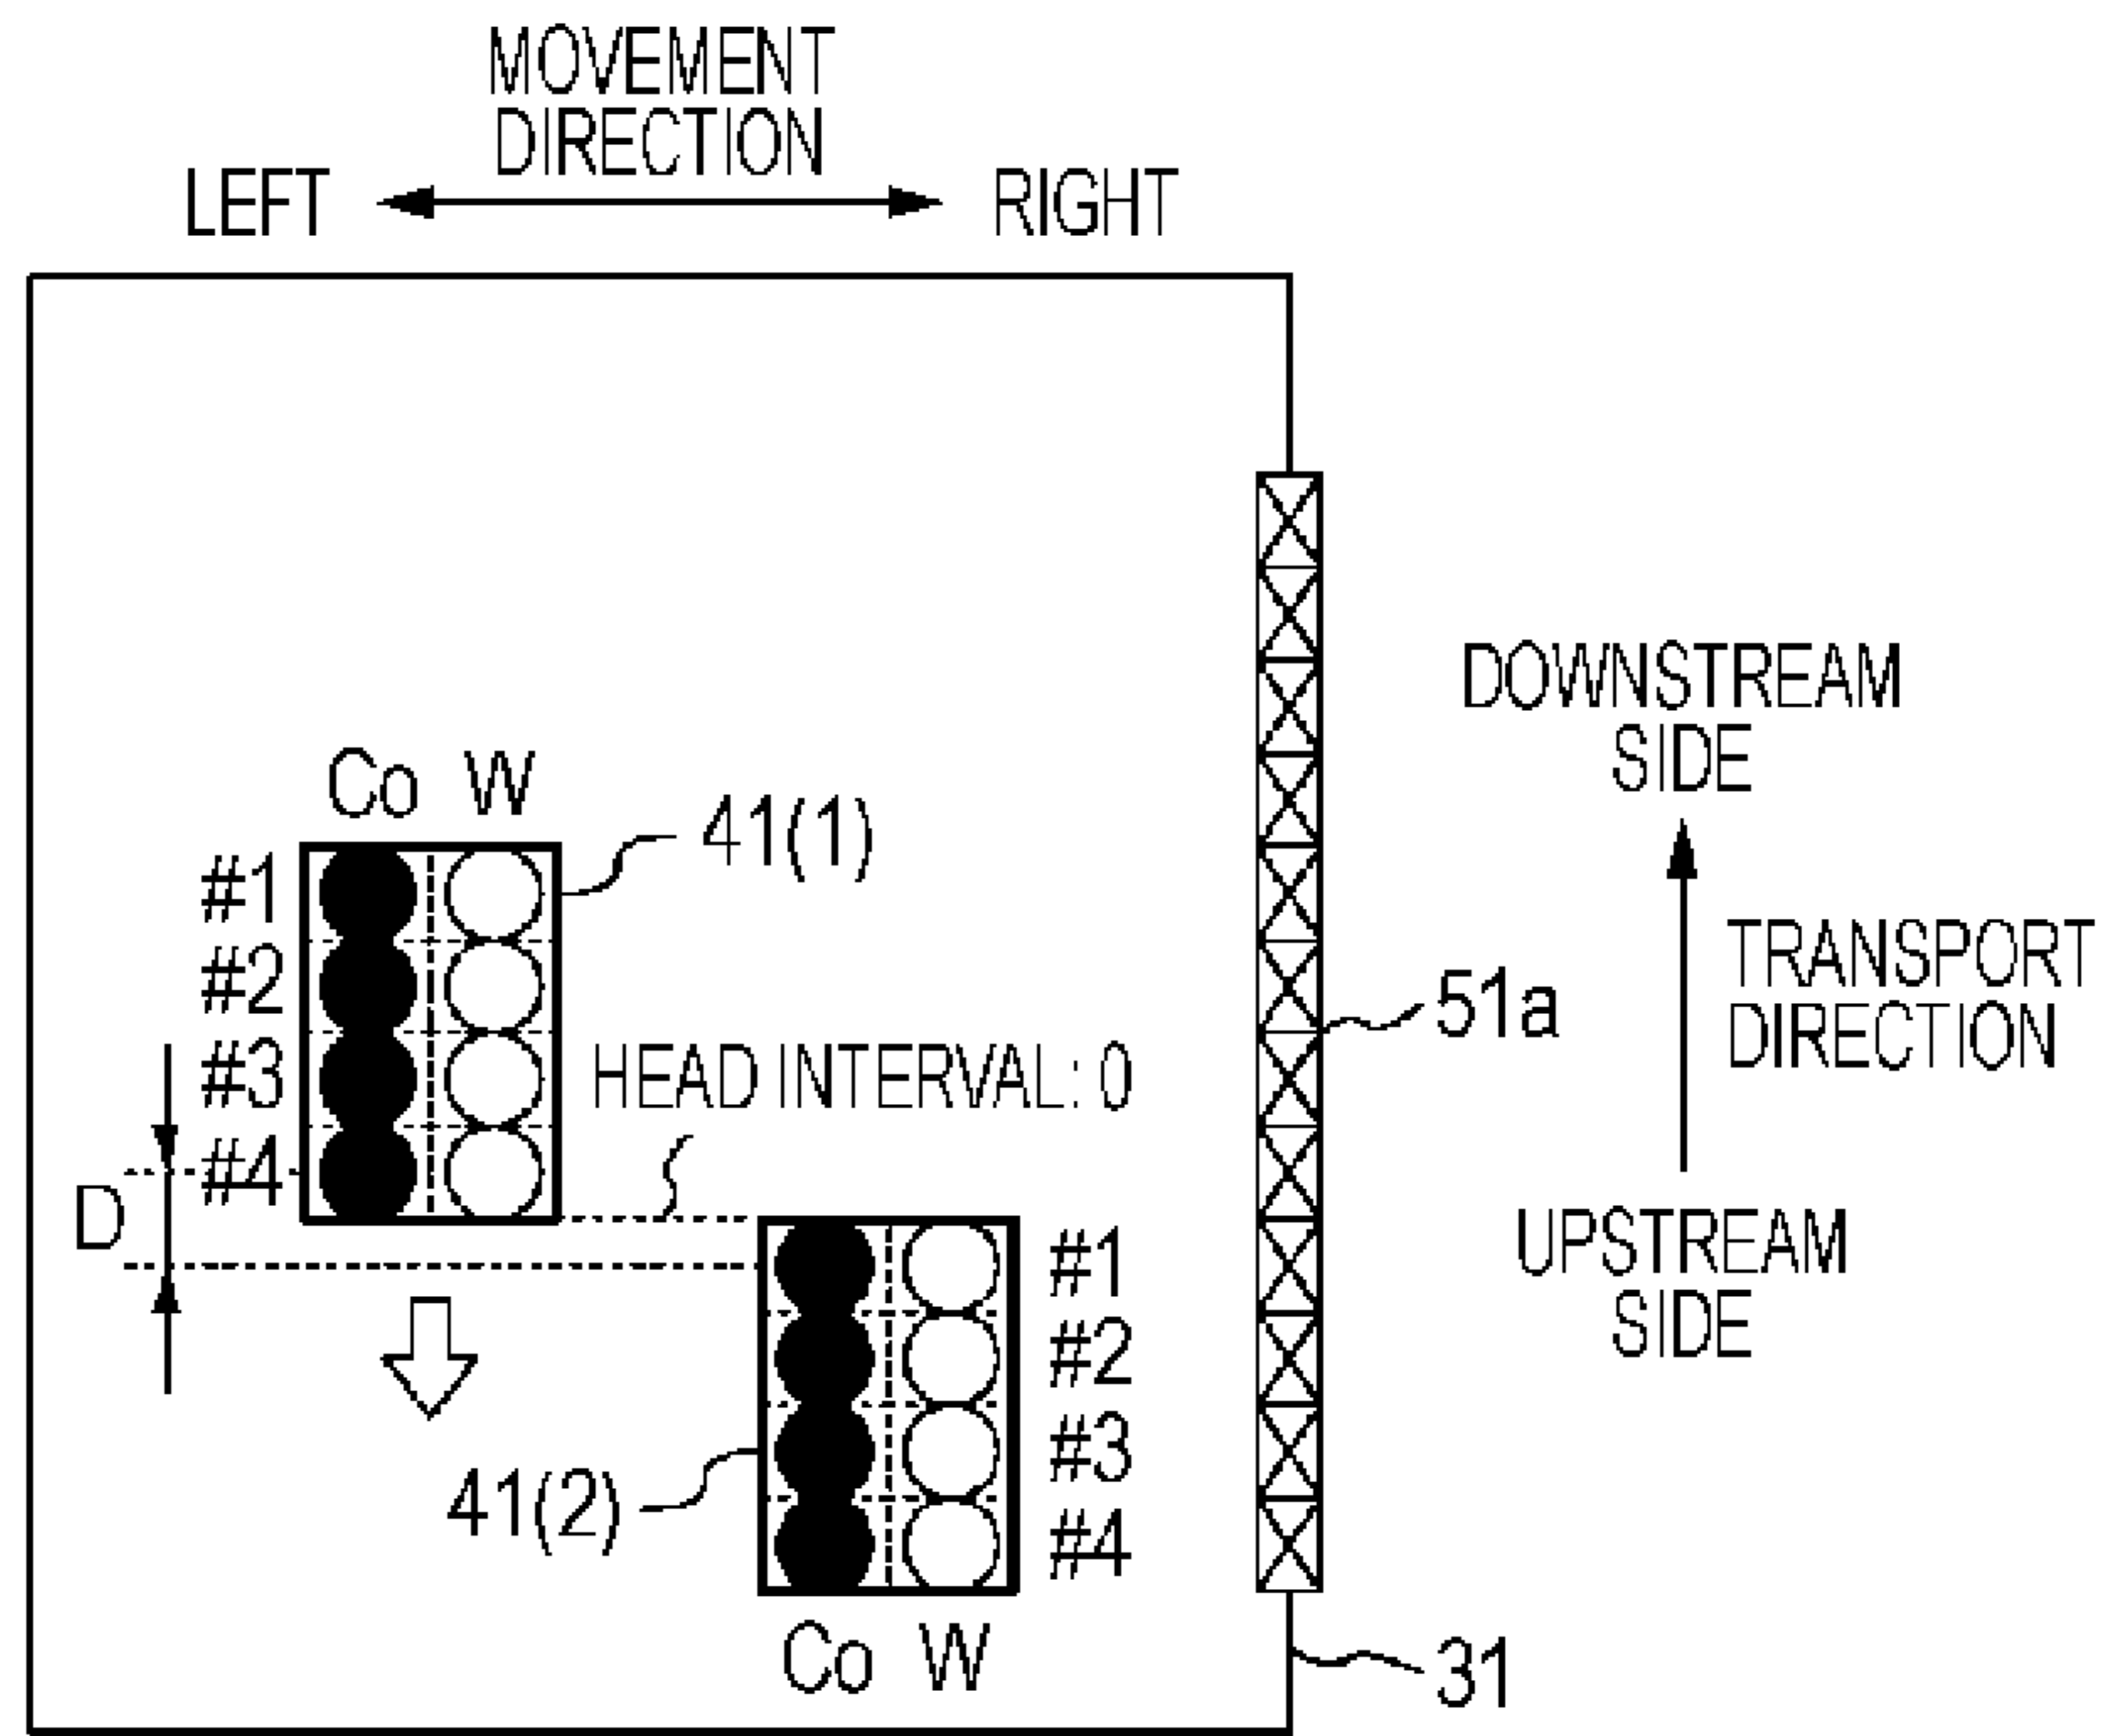 MOVEMENT
DIRECTION
LEFT
RIGHT
DOWNSTREAM
SIDE
Co W
41(1)
#1
#2
#3
#4
TRANSPORT
DIRECTION
51a
HEAD INTERVAL: 0
D
UPSTREAM
SIDE
#1
#2
#3
#4
41(2)
Co W
31